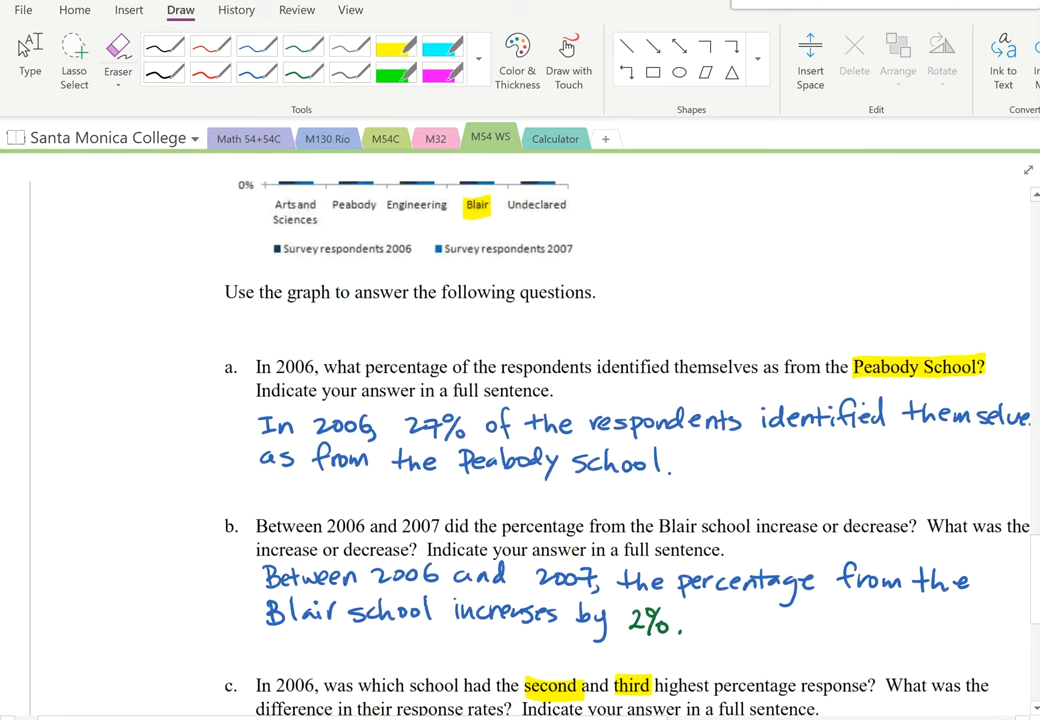 File Home Insert Draw History Review View
Type Lasso Select Eraser Color & Thickness Draw with Touch Insert Space Delete Arrange Rotate Ink to Text
Tools Shapes Edit
Santa Monica College Math 54+54C M130 Rio M54C M32 M54 WS Calculator +
0%
Arts and Sciences Peabody Engineering Blair Undeclared
Survey respondents 2006 Survey respondents 2007
Use the graph to answer the following questions.
a. In 2006, what percentage of the respondents identified themselves as from the Peabody School?
Indicate your answer in a full sentence.
In 2006, 27% of the respondents identified themselve
as from the Peabody school.
b. Between 2006 and 2007 did the percentage from the Blair school increase or decrease? What was the
increase or decrease? Indicate your answer in a full sentence.
Between 2006 and 2007, the percentage from the
Blair school increases by 2%.
c. In 2006, was which school had the second and third highest percentage response? What was the
difference in their response rates? Indicate your answer in a full sentence.